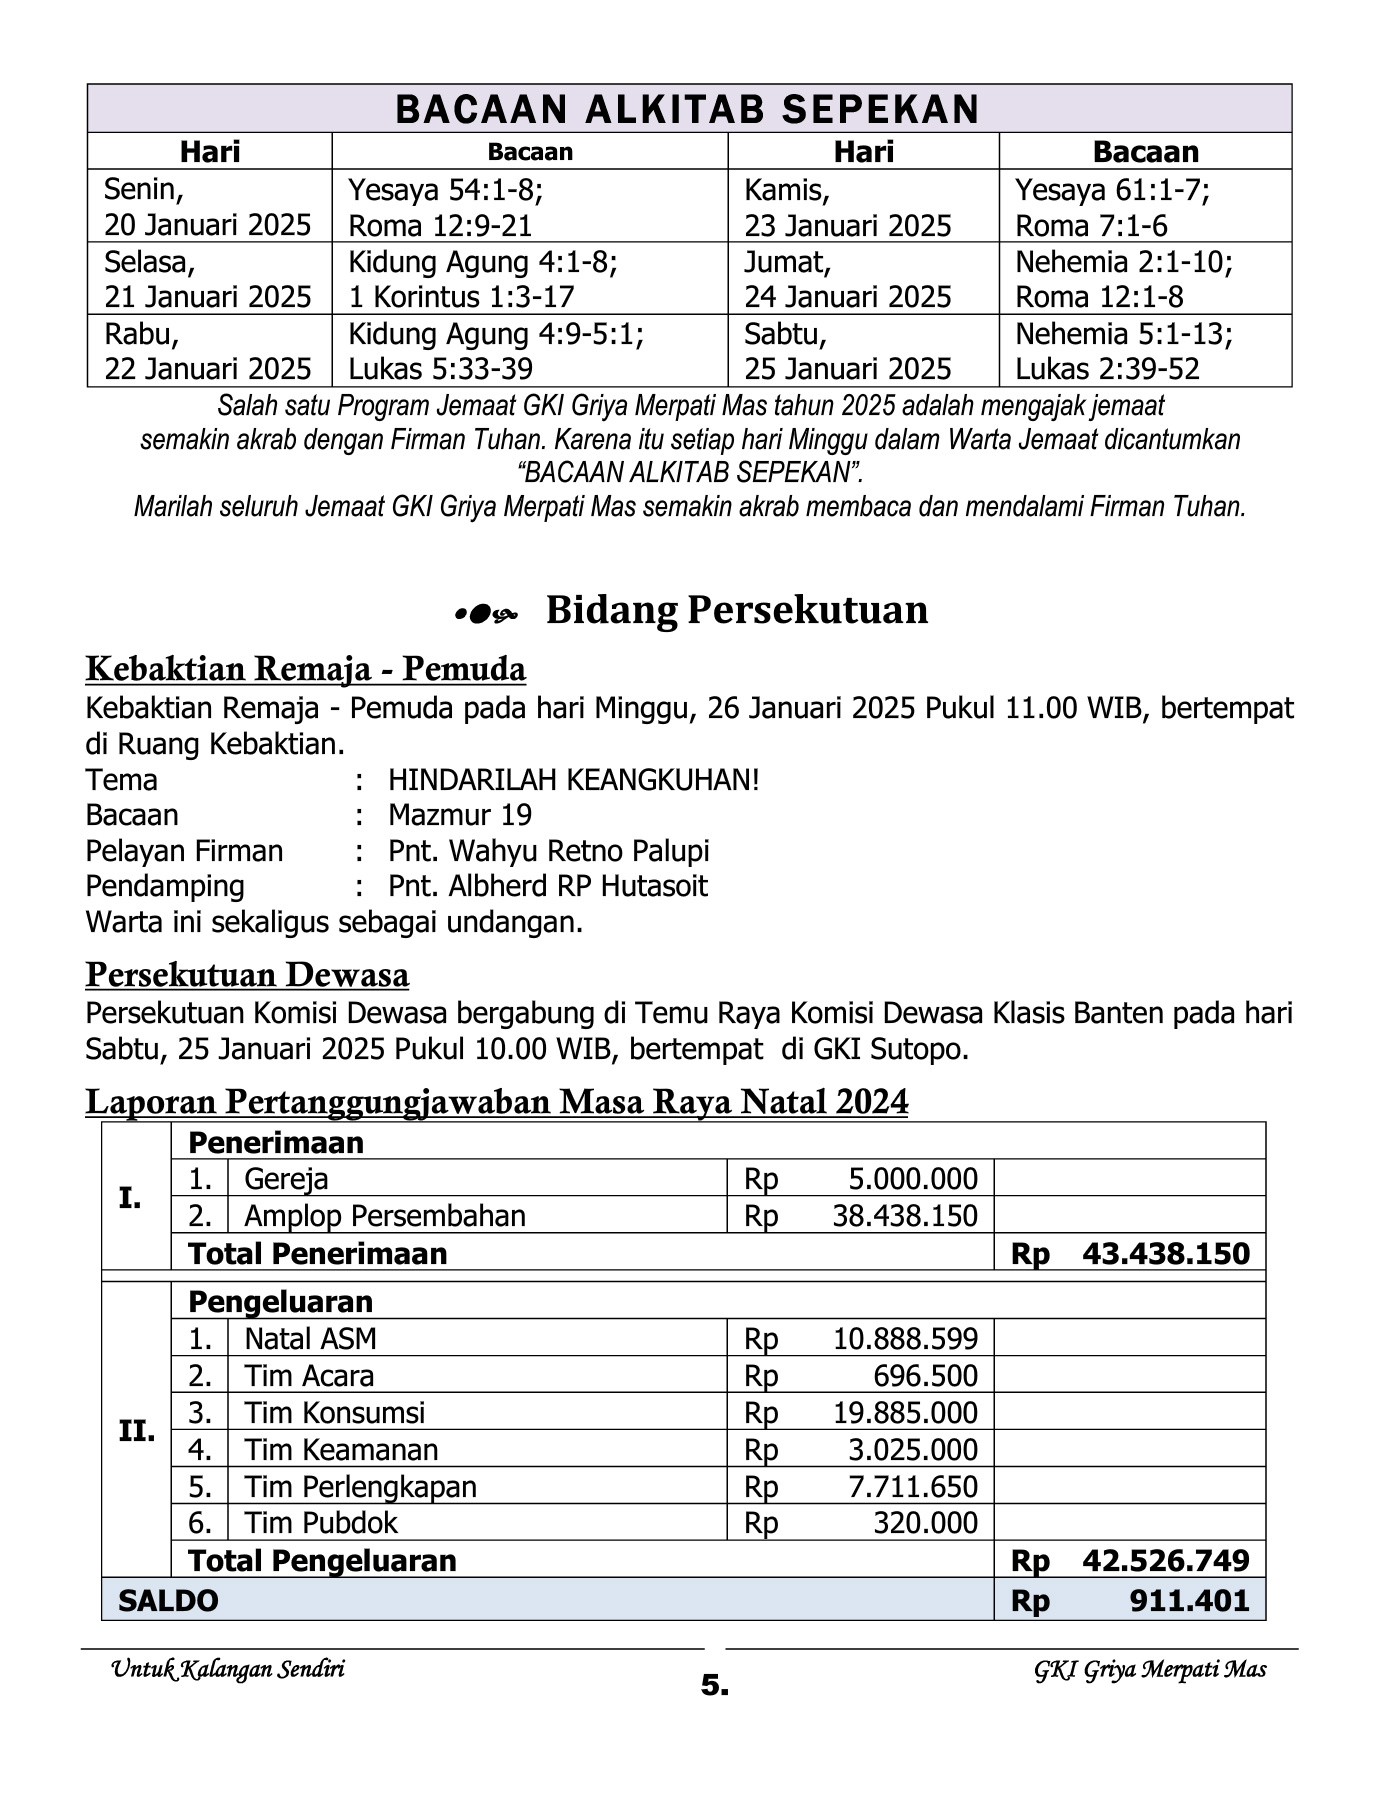 BACAAN ALKITAB SEPEKAN
Hari Bacaan Hari Bacaan
Senin, Yesaya 54:1-8; Kamis, Yesaya 61:1-7;
20 Januari 2025 Roma 12:9-21 23 Januari 2025 Roma 7:1-6
Selasa, Kidung Agung 4:1-8; Jumat, Nehemia 2:1-10;
21 Januari 2025 1 Korintus 1:3-17 24 Januari 2025 Roma 12:1-8
Rabu, Kidung Agung 4:9-5:1; Sabtu, Nehemia 5:1-13;
22 Januari 2025 Lukas 5:33-39 25 Januari 2025 Lukas 2:39-52
Salah satu Program Jemaat GKI Griya Merpati Mas tahun 2025 adalah mengajak jemaat
semakin akrab dengan Firman Tuhan. Karena itu setiap hari Minggu dalam Warta Jemaat dicantumkan
“BACAAN ALKITAB SEPEKAN”.
Marilah seluruh Jemaat GKI Griya Merpati Mas semakin akrab membaca dan mendalami Firman Tuhan.
Bidang Persekutuan
Kebaktian Remaja - Pemuda
Kebaktian Remaja - Pemuda pada hari Minggu, 26 Januari 2025 Pukul 11.00 WIB, bertempat
di Ruang Kebaktian.
Tema : HINDARILAH KEANGKUHAN!
Bacaan : Mazmur 19
Pelayan Firman : Pnt. Wahyu Retno Palupi
Pendamping : Pnt. Albherd RP Hutasoit
Warta ini sekaligus sebagai undangan.
Persekutuan Dewasa
Persekutuan Komisi Dewasa bergabung di Temu Raya Komisi Dewasa Klasis Banten pada hari
Sabtu, 25 Januari 2025 Pukul 10.00 WIB, bertempat di GKI Sutopo.
Laporan Pertanggungjawaban Masa Raya Natal 2024
I. Penerimaan
1. Gereja Rp 5.000.000
2. Amplop Persembahan Rp 38.438.150
Total Penerimaan Rp 43.438.150
II. Pengeluaran
1. Natal ASM Rp 10.888.599
2. Tim Acara Rp 696.500
3. Tim Konsumsi Rp 19.885.000
4. Tim Keamanan Rp 3.025.000
5. Tim Perlengkapan Rp 7.711.650
6. Tim Pubdok Rp 320.000
Total Pengeluaran Rp 42.526.749
SALDO Rp 911.401
Untuk Kalangan Sendiri 5. GKI Griya Merpati Mas